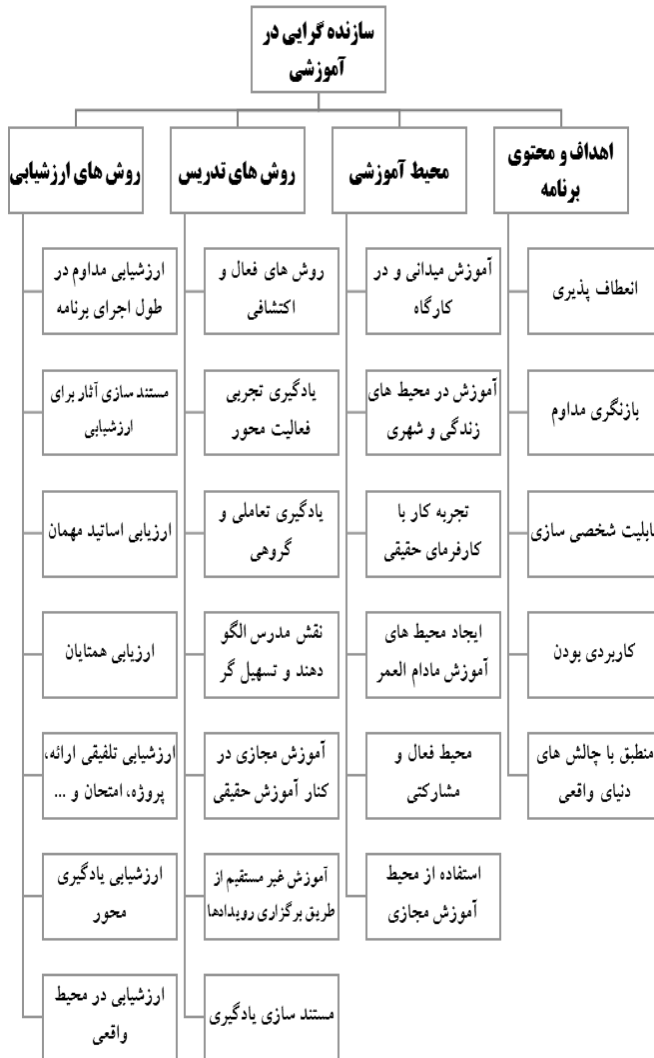 سازنده گرایی در
آموزشی
اهداف و محتوی
برنامه
انعطاف پذیری
بازنگری مداوم
ابلیت شخصی سازی
کاربردی بودن
منطبق با چالش های
دنیای واقعی
محیط آموزشی
آموزش میدانی و در
کارگاه
آموزش در محیط های
زندگی و شهری
تجربه کار با
کارفرمای حقیقی
ایجاد محیط های
آموزش مادام العمر
محیط فعال و
مشارکتی
استفاده از محیط
آموزش مجازی
روش های تدریس
روش های فعال و
اکتشافی
یادگیری تجربی
فعالیت محور
یادگیری تعاملی و
گروهی
نقش مدرس الگو
دهند و تسهیل گر
آموزش مجازی در
کنار آموزش حقیقی
آموزش غیر مستقیم از
طریق برگزاری رویدادها
مستند سازی یادگیری
روش های ارزشیابی
ارزشیابی مداوم در
طول اجرای برنامه
مستند سازی آثار برای
ارزشیابی
ارزیابی اساتید مهمان
ارزیابی همتایان
ارزشیابی تلفیقی ارائه،
پروژه، امتحان و ...
ارزشیابی یادگیری
محور
ارزشیابی در محیط
واقعی